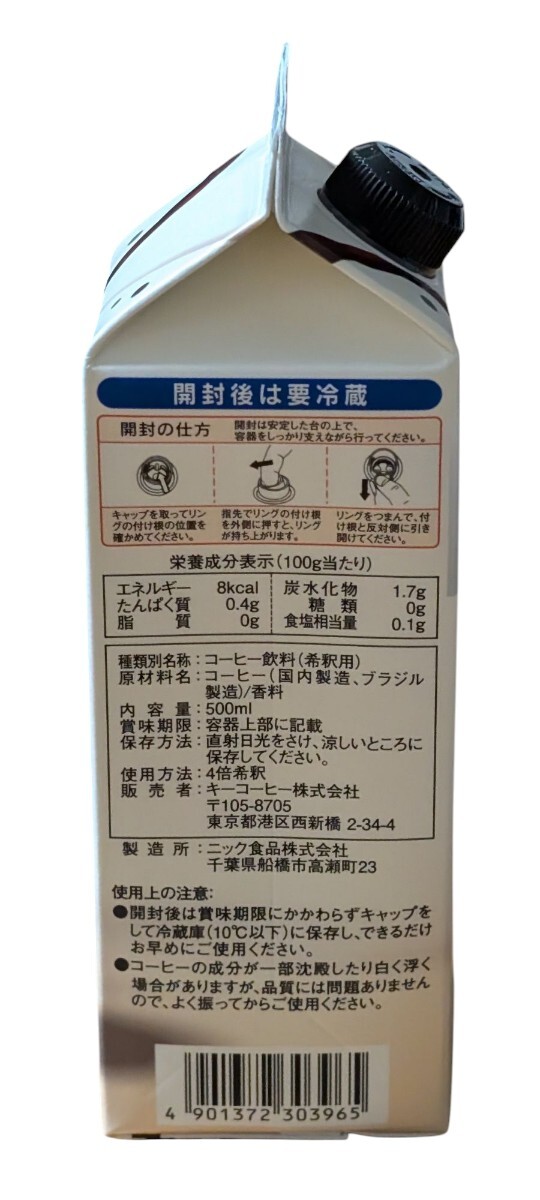 開封後は要冷蔵
開封の仕方
開封は安定した台の上で、
容器をしっかり支えながら行ってください。
キャップを取ってリン
グの付け根の位置を
確かめてください。
指先でリングの付け根
を外側に押すと、リング
が持ち上がります。
リングをつまんで、付
け根と反対側に引き
開けてください。
栄養成分表示(100g当たり)
エネルギー 8kcal
たんぱく質 0.4g
脂質 0g
炭水化物 1.7g
糖類 0g
食塩相当量 0.1g
種類別名称:コーヒー飲料(希釈用)
原材料名:コーヒー(国内製造、ブラジル
製造)/香料
内容量:500ml
賞味期限:容器上部に記載
保存方法:直射日光をさけ、涼しいところに
保存してください。
使用方法:4倍希釈
販売者:キーコーヒー株式会社
〒105-8705
東京都港区西新橋 2-34-4
製造所:ニック食品株式会社
千葉県船橋市高瀬町23
使用上の注意:
●開封後は賞味期限にかかわらずキャップを
して冷蔵庫(10℃以下)に保存し、できるだけ
お早めにご使用ください。
●コーヒーの成分が一部沈殿したり白く浮く
場合がありますが、品質には問題ありません
ので、よく振ってからご使用ください。
4 901372 303965